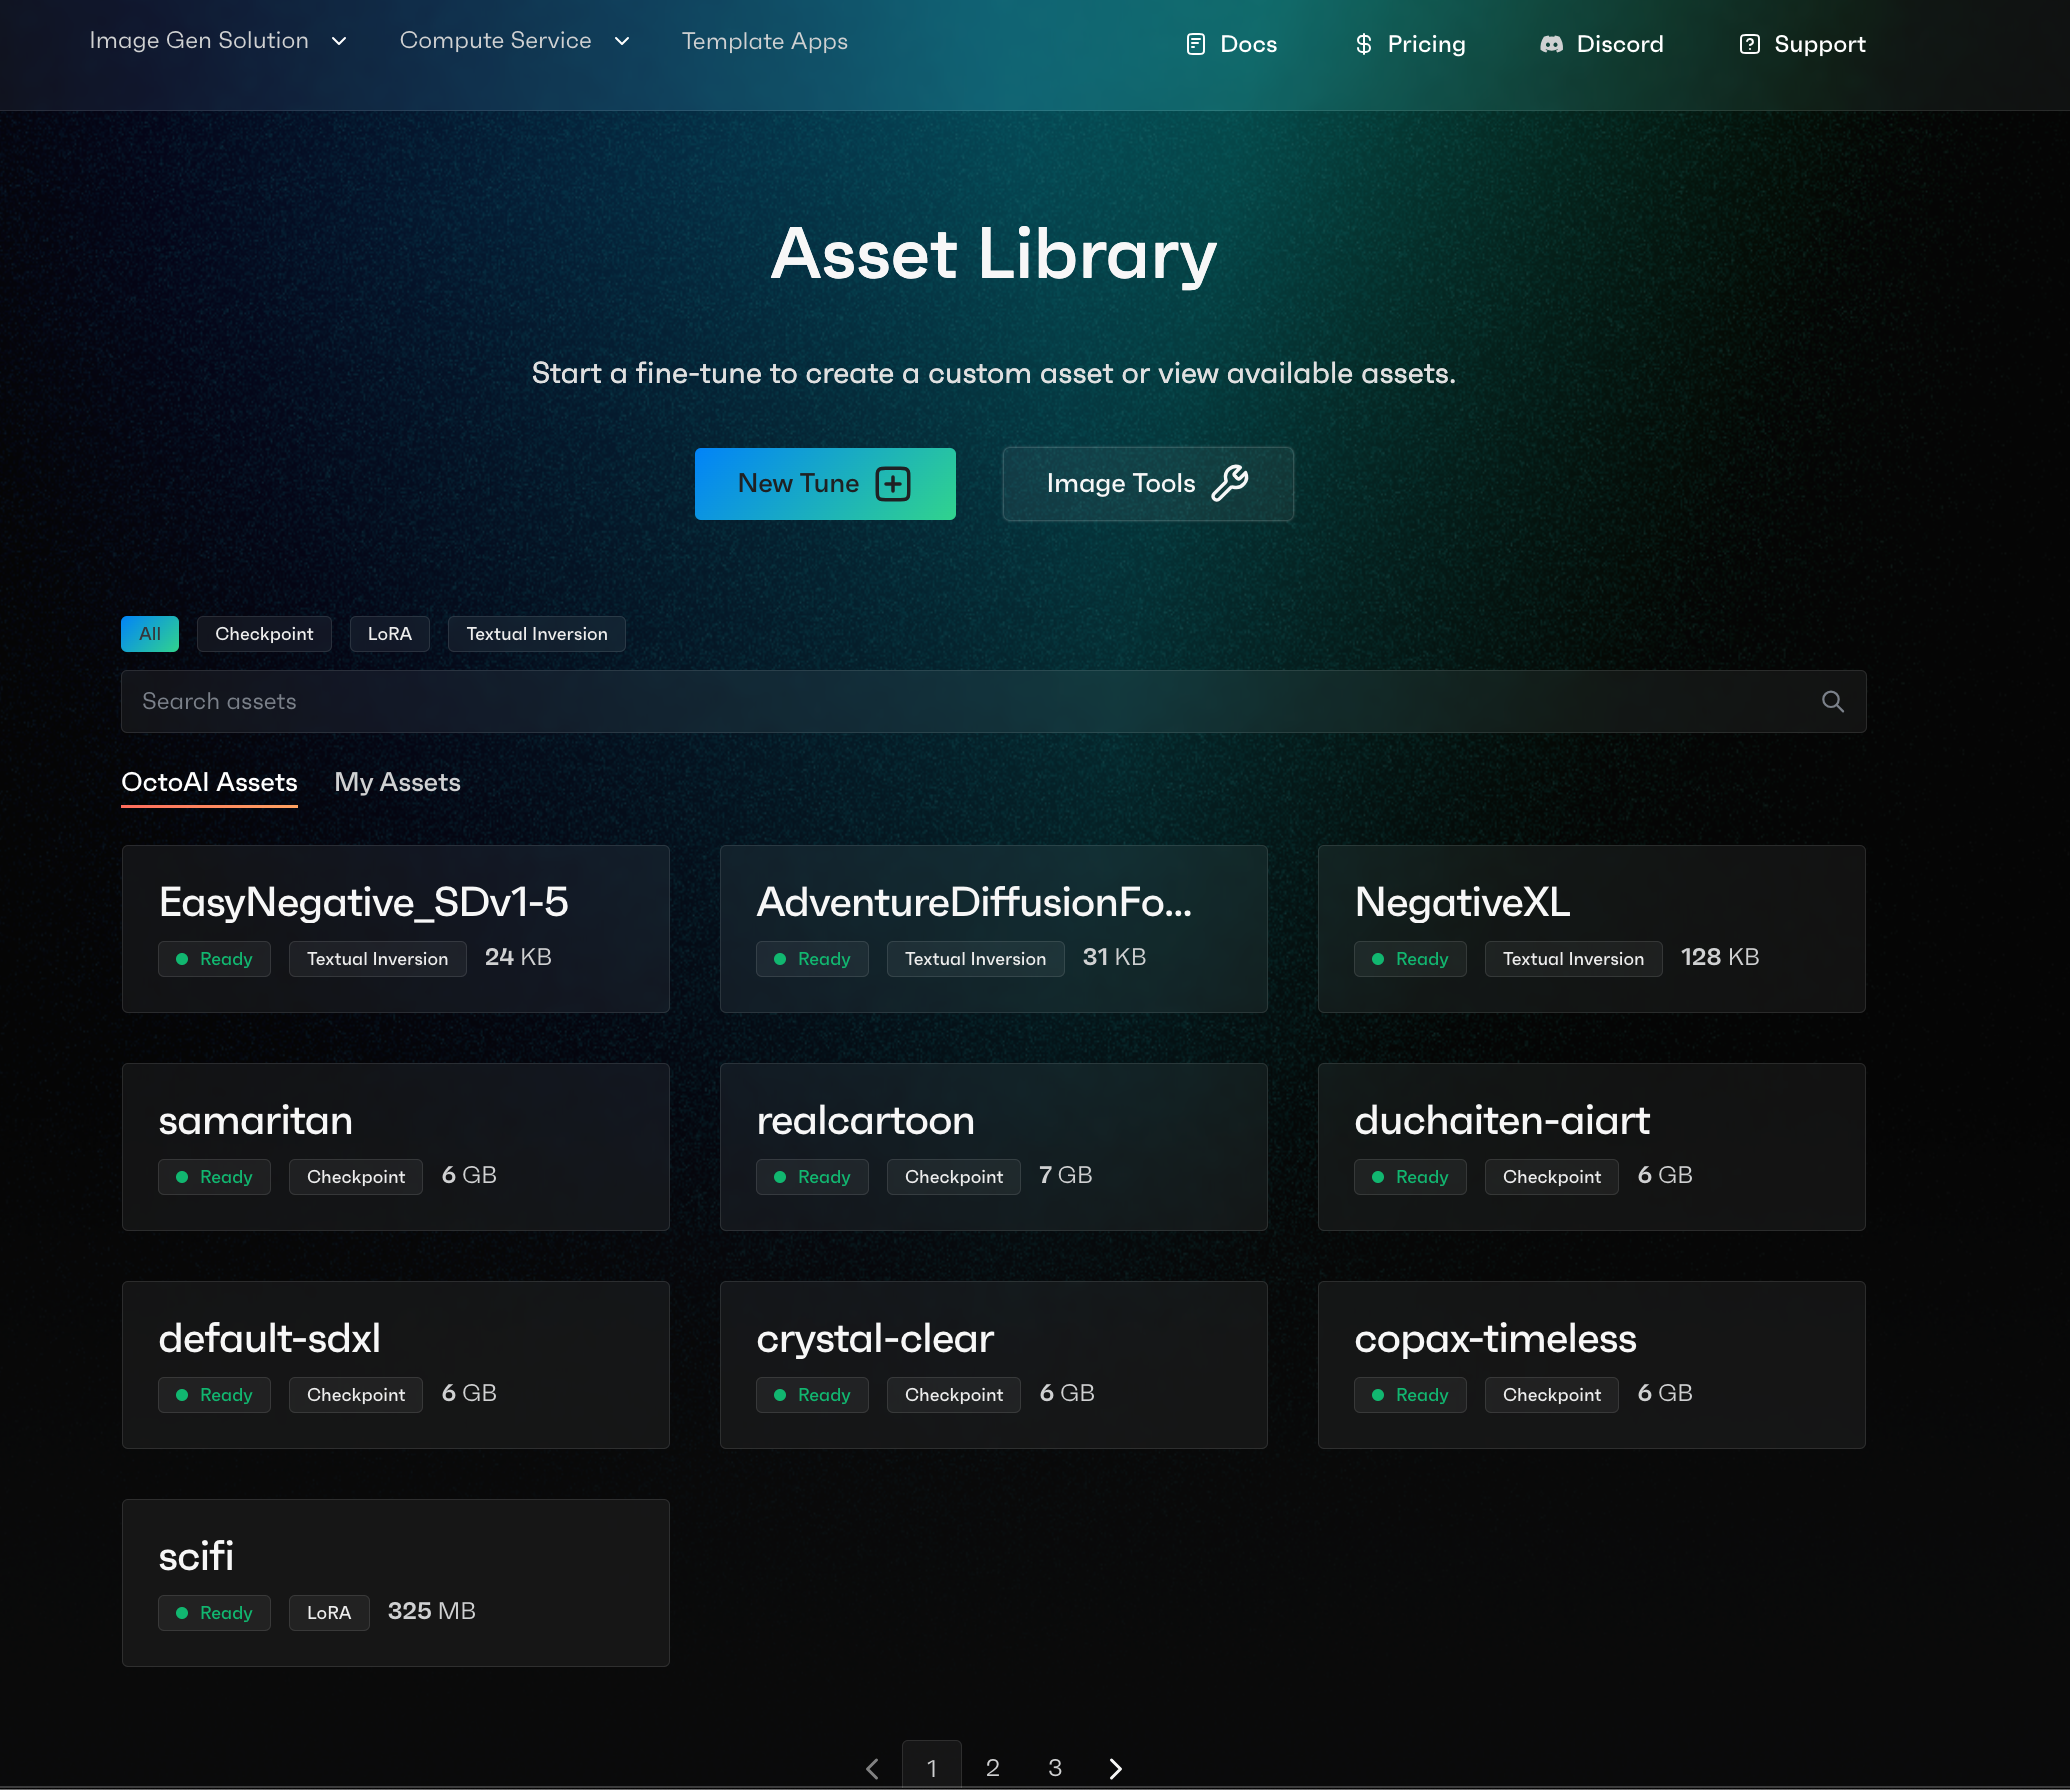 Image Gen Solution Compute Service Template Apps Docs Pricing Discord Support
Asset Library
Start a fine-tune to create a custom asset or view available assets.
New Tune Image Tools
All Checkpoint LoRA Textual Inversion
Search assets
OctoAI Assets My Assets
EasyNegative_SDv1-5 AdventureDiffusionFo... NegativeXL
Ready Textual Inversion 24 KB Ready Textual Inversion 31 KB Ready Textual Inversion 128 KB
samaritan realcartoon duchaiten-aiart
Ready Checkpoint 6 GB Ready Checkpoint 7 GB Ready Checkpoint 6 GB
default-sdxl crystal-clear copax-timeless
Ready Checkpoint 6 GB Ready Checkpoint 6 GB Ready Checkpoint 6 GB
scifi
Ready LoRA 325 MB
1 2 3